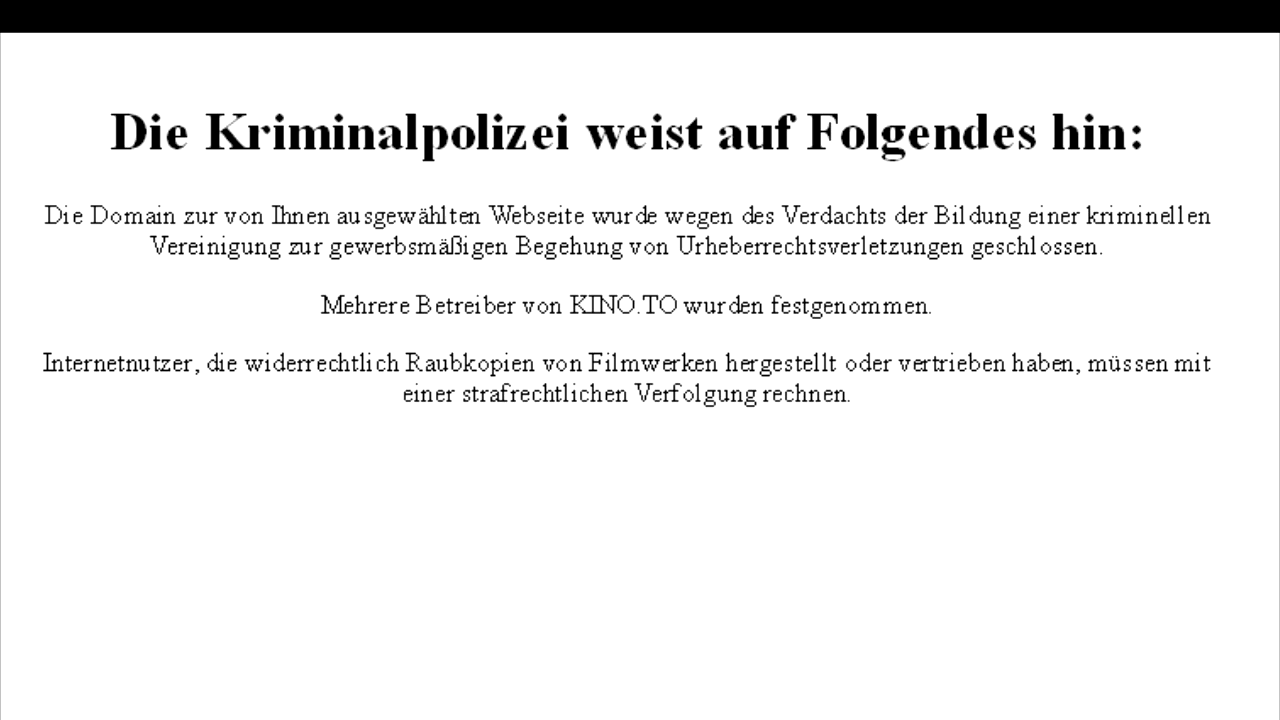 Die Kriminalpolizei weist auf Folgendes hin:
Die Domain zur von Ihnen ausgewählten Webseite wurde wegen des Verdachts der Bildung einer kriminellen
Vereinigung zur gewerbsmäßigen Begehung von Urheberrechtsverletzungen geschlossen.
Mehrere Betreiber von KINO.TO wurden festgenommen.
Internetnutzer, die widerrechtlich Raubkopien von Filmwerken hergestellt oder vertrieben haben, müssen mit
einer strafrechtlichen Verfolgung rechnen.